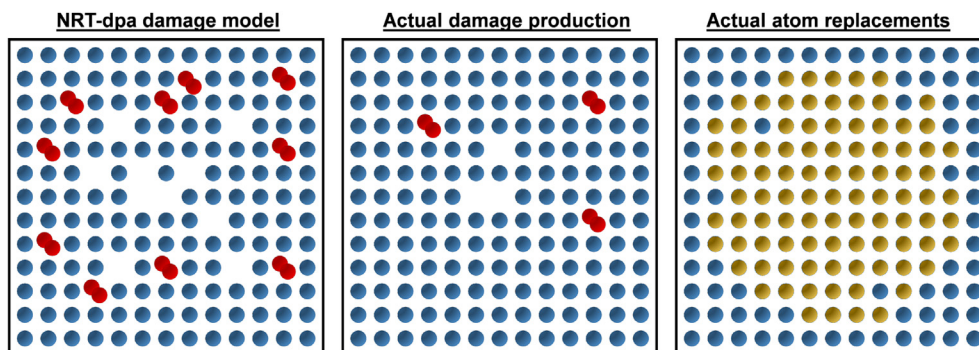 NRT-dpa damage model
Actual damage production
Actual atom replacements